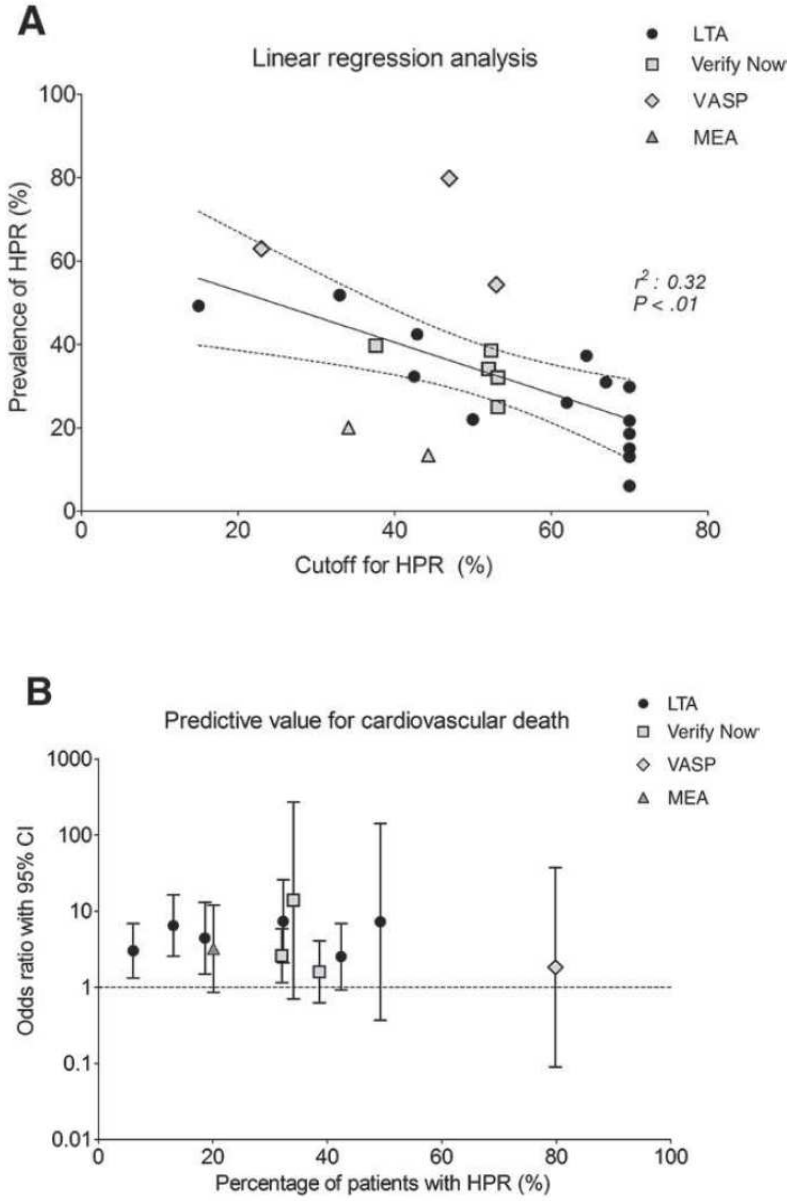 A
Linear regression analysis
LTA
Verify Now
VASP
MEA
Prevalence of HPR (%)
100
80
60
40
20
0
r² : 0.32
P < .01
0 20 40 60 80
Cutoff for HPR (%)
B
Predictive value for cardiovascular death
LTA
Verify Now
VASP
MEA
Odds ratio with 95% CI
1000
100
10
1
0.1
0.01
0 20 40 60 80 100
Percentage of patients with HPR (%)